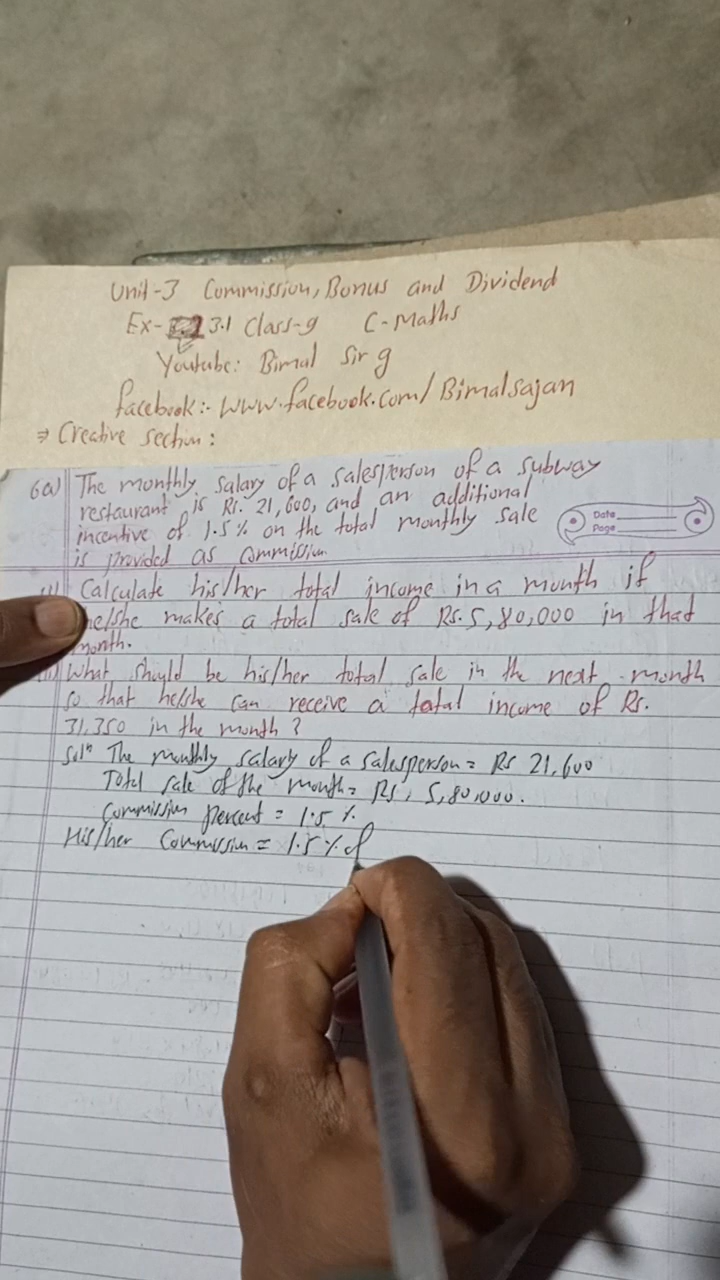 Unit-3 Commission, Bonus and Dividend
Ex- 3.1 Class-9 C-Maths
Youtube: Bimal Sir g
facebook:- www.facebook.com/Bimalsajan
⇒ Creative section:
6a) The monthly salary of a salesperson of a subway
restaurant is Rs. 21,600, and an additional
incentive of 1.5% on the total monthly sale
is provided as commission.
Date
Page
Calculate his/her total income in a month if
he/she makes a total sale of Rs. 5,80,000 in that
month.
What should be his/her total sale in the next month
so that he/she can receive a total income of Rs.
31,350 in the month?
Solⁿ The monthly salary of a salesperson = Rs 21,600
Total sale of the month = Rs. 5,80,000.
Commission percent = 1.5 %
His/her Commission = 1.5 % of